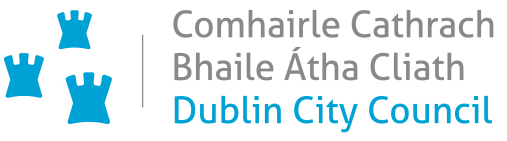 Comhairle Cathrach
Bhaile Átha Cliath
Dublin City Council